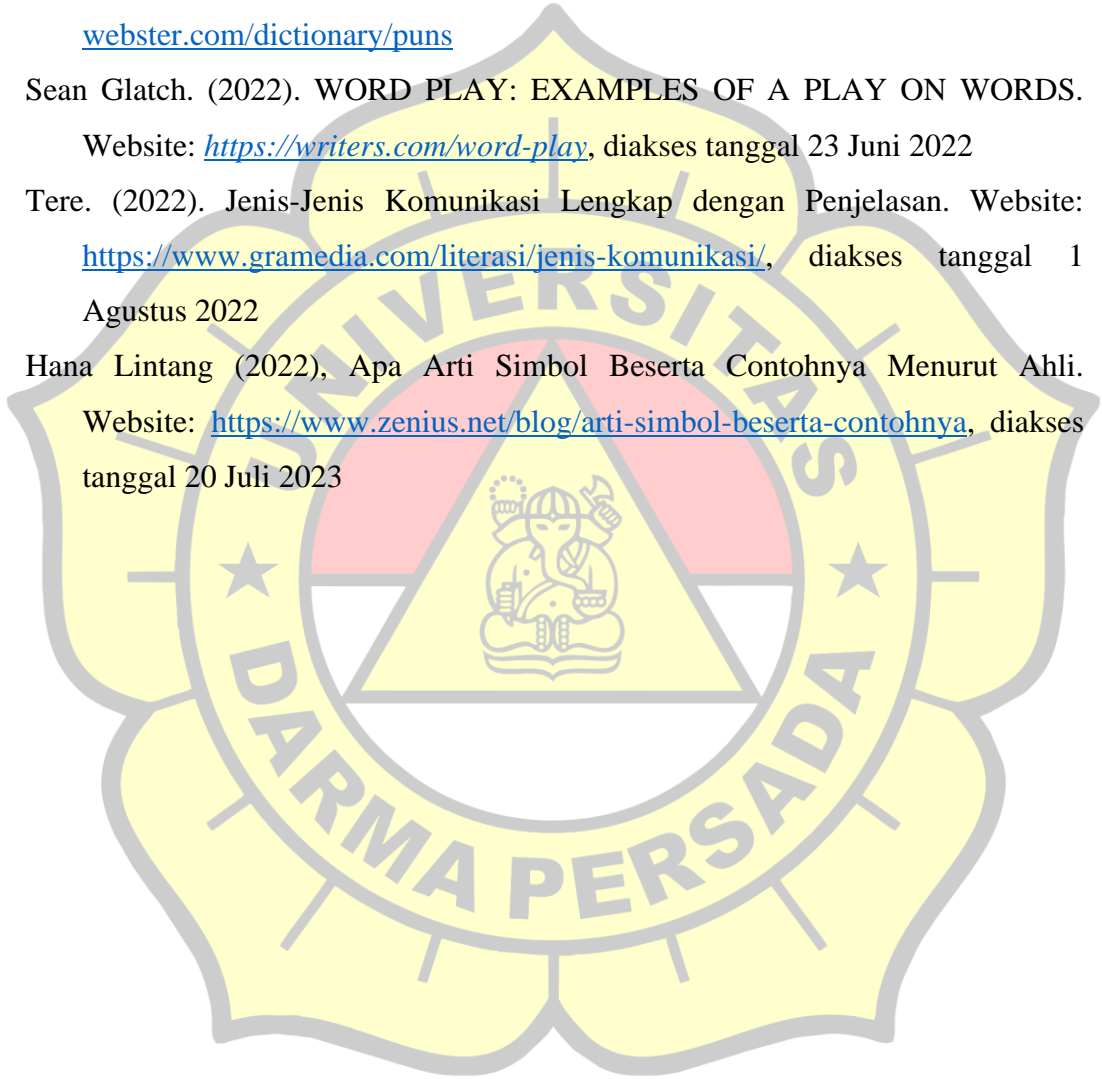 webster.com/dictionary/puns
Sean Glatch. (2022). WORD PLAY: EXAMPLES OF A PLAY ON WORDS.
Website: https://writers.com/word-play, diakses tanggal 23 Juni 2022
Tere. (2022). Jenis-Jenis Komunikasi Lengkap dengan Penjelasan. Website:
https://www.gramedia.com/literasi/jenis-komunikasi/, diakses tanggal 1
Agustus 2022
Hana Lintang (2022), Apa Arti Simbol Beserta Contohnya Menurut Ahli.
Website: https://www.zenius.net/blog/arti-simbol-beserta-contohnya, diakses
tanggal 20 Juli 2023
UNIVERSITAS
DARMA PERSADA